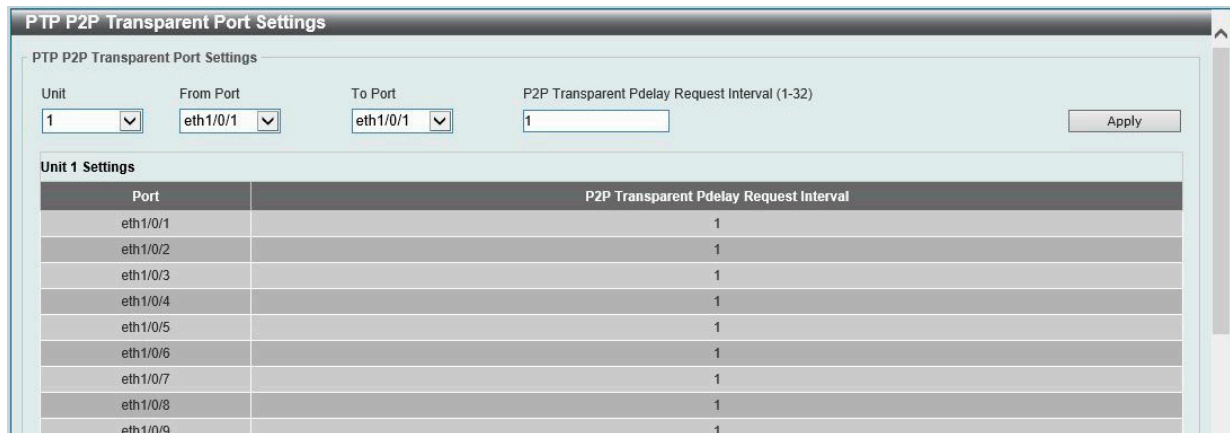 PTP P2P Transparent Port Settings
PTP P2P Transparent Port Settings
Unit From Port To Port P2P Transparent Pdelay Request Interval (1-32)
1 eth1/0/1 eth1/0/1 1 Apply
Unit 1 Settings
Port P2P Transparent Pdelay Request Interval
eth1/0/1 1
eth1/0/2 1
eth1/0/3 1
eth1/0/4 1
eth1/0/5 1
eth1/0/6 1
eth1/0/7 1
eth1/0/8 1
eth1/0/9 1